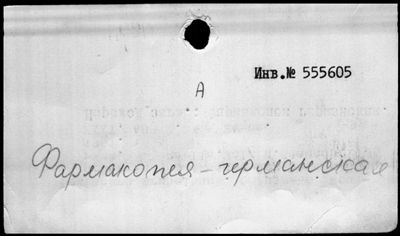 Инв.№ 555605
А
Фармакопея - германская